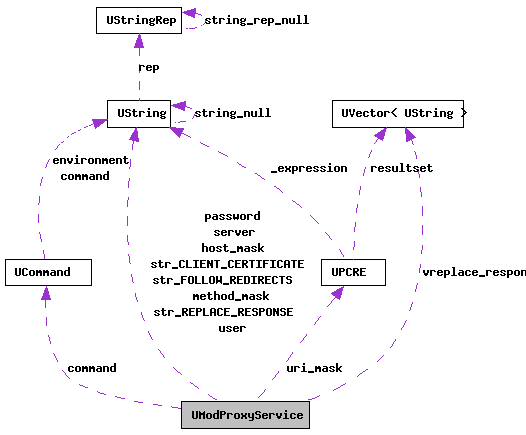 UStringRep
string_rep_null
rep
UString
string_null
UVector< UString >
environment
command
_expression
resultset
password
server
host_mask
str_CLIENT_CERTIFICATE
str_FOLLOW_REDIRECTS
method_mask
str_REPLACE_RESPONSE
user
UCommand
UPCRE
vreplace_respon
command
uri_mask
UModProxyService